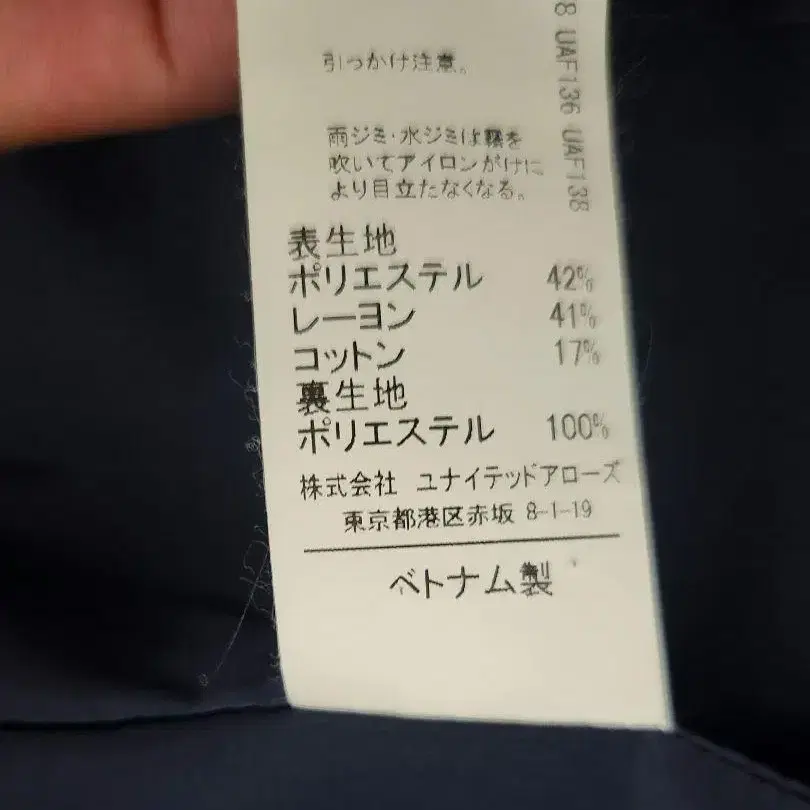 引っかけ注意。
雨ジミ・水ジミは霧を
吹いてアイロンがけに
より目立たなくなる。
表生地
ポリエステル 42%
レーヨン 41%
コットン 17%
裏生地
ポリエステル 100%
株式会社 ユナイテッドアローズ
東京都港区赤坂 8-1-19
ベトナム製
8 UAF136 UAF138